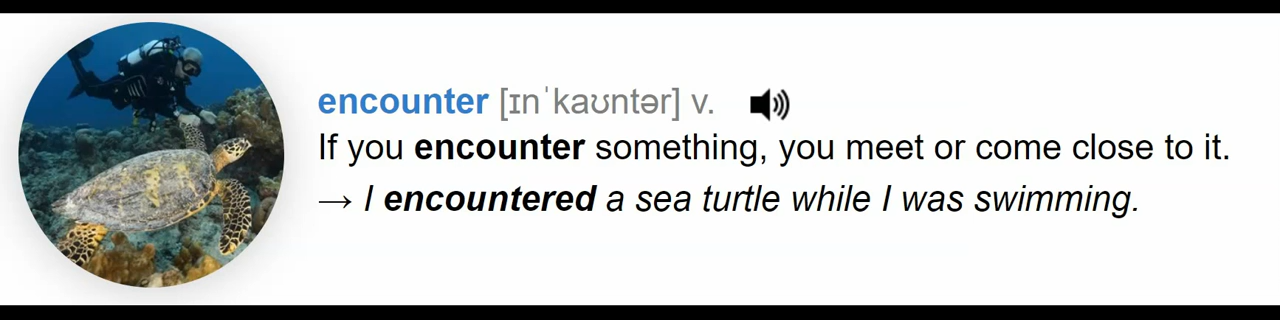 encounter [ɪnˈkaʊntər] v.
If you encounter something, you meet or come close to it.
→ I encountered a sea turtle while I was swimming.